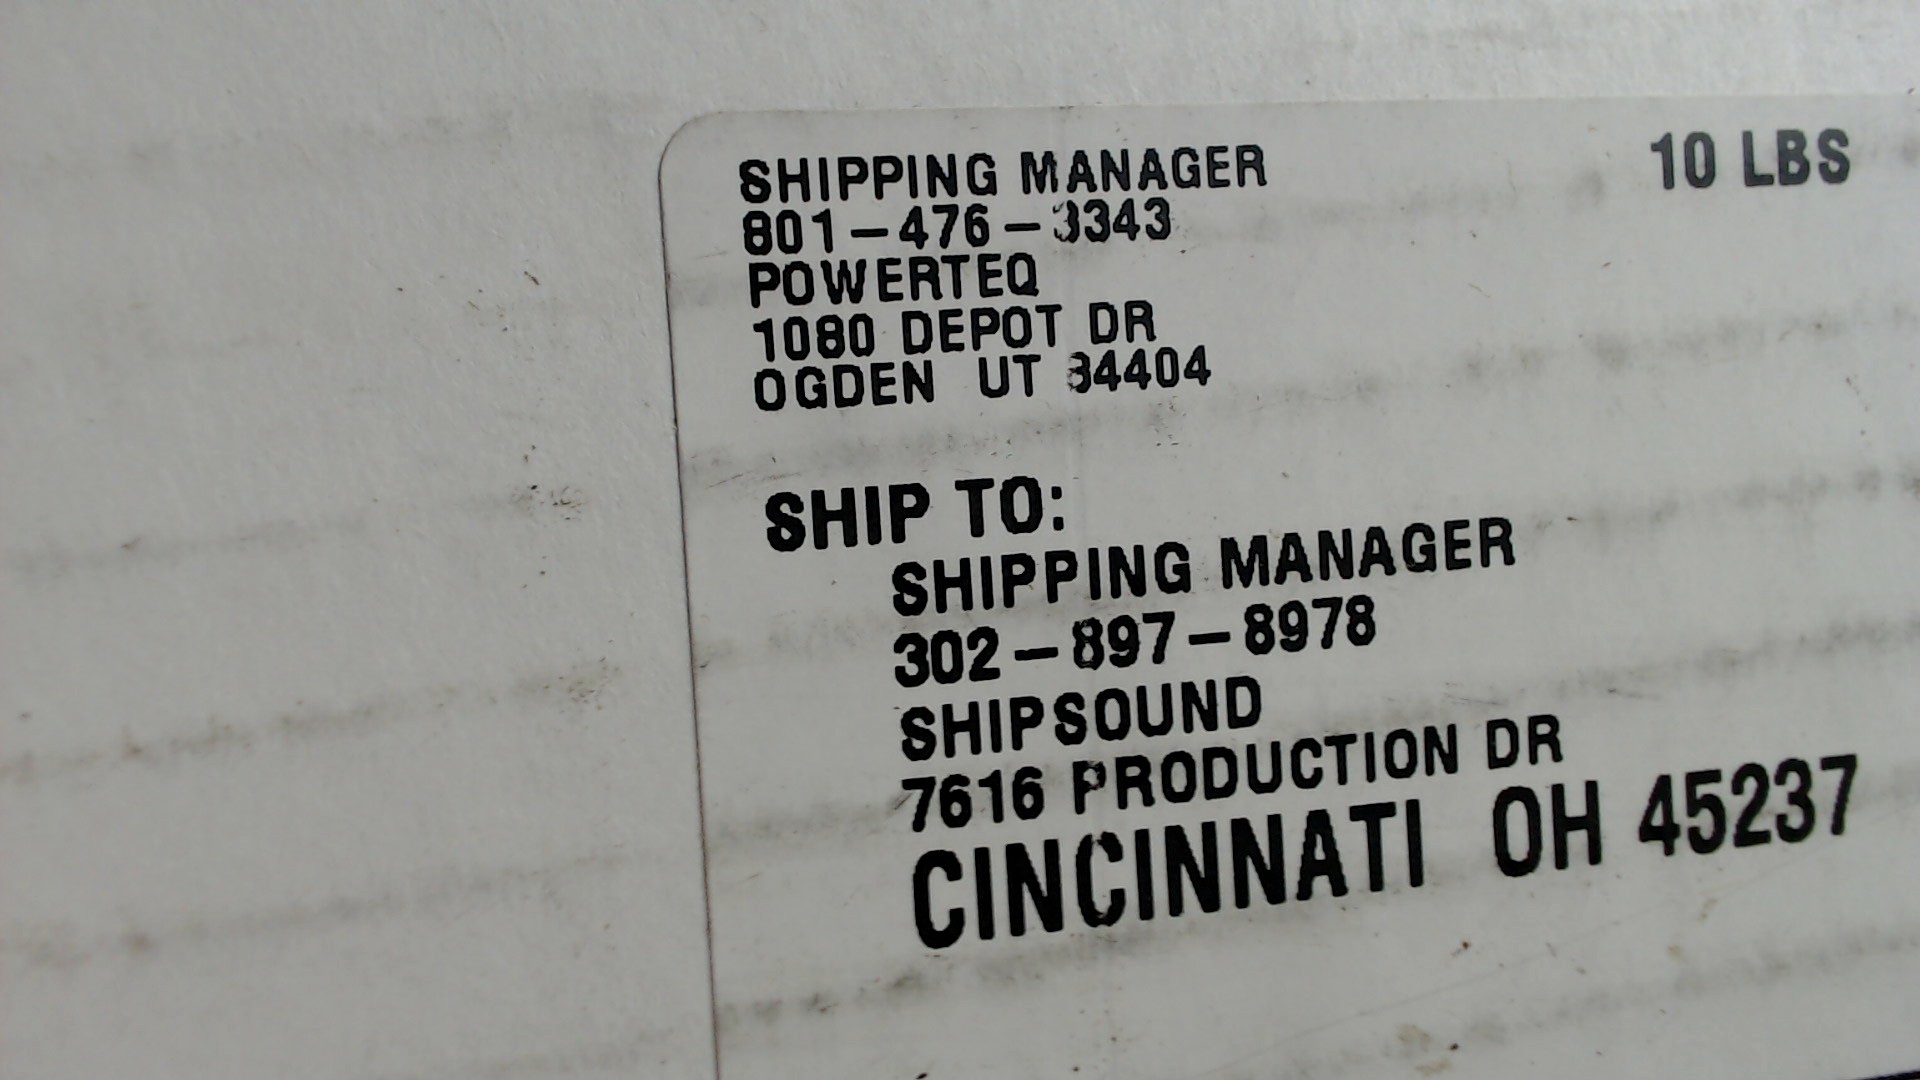 SHIPPING MANAGER
10 LBS
801-476-3343
POWERTEQ
1080 DEPOT DR
OGDEN UT 84404
SHIP TO:
SHIPPING MANAGER
302-897-8978
SHIPSOUND
7616 PRODUCTION DR
CINCINNATI OH 45237